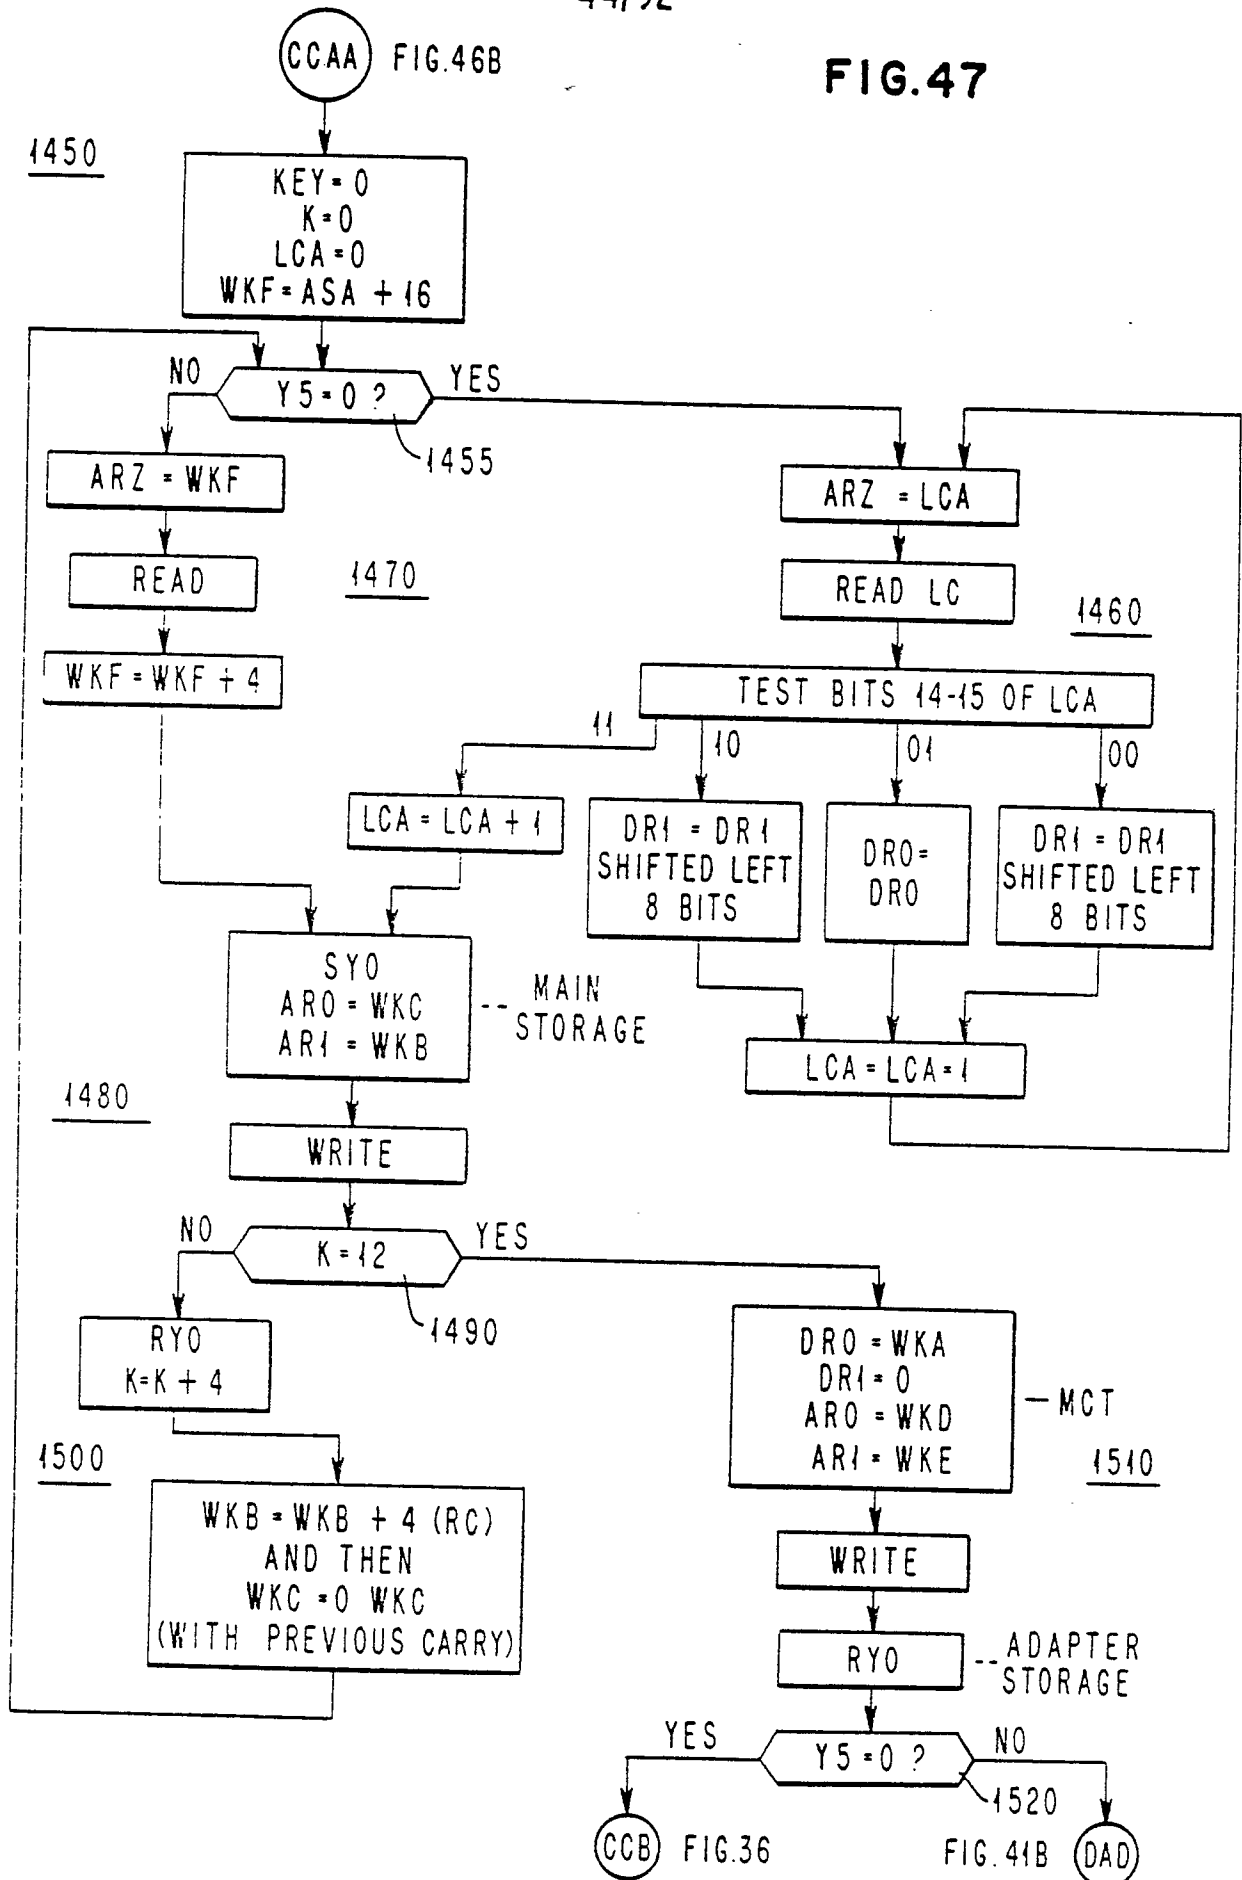 44/92
CCAA FIG.46B
FIG.47
1450
KEY=0
K=0
LCA=0
WKF=ASA + 16
NO
Y5=0 ?
YES
1455
ARZ = WKF
ARZ = LCA
READ
1470
READ LC
1460
WKF=WKF + 4
TEST BITS 14-15 OF LCA
11
10
01
00
LCA = LCA + 1
DR1 = DR1
SHIFTED LEFT
8 BITS
DR0=
DR0
DR1 = DR1
SHIFTED LEFT
8 BITS
SY0
AR0 = WKC
AR1 = WKB
-- MAIN
STORAGE
LCA = LCA=1
1480
WRITE
NO
K=12
YES
1490
RY0
K=K + 4
DR0=WKA
DR1=0
AR0=WKD
AR1=WKE
— MCT
1500
1510
WKB=WKB + 4 (RC)
AND THEN
WKC=0 WKC
(WITH PREVIOUS CARRY)
WRITE
RY0
-- ADAPTER
STORAGE
YES
Y5=0 ?
NO
1520
CCB FIG.36
FIG.41B DAD